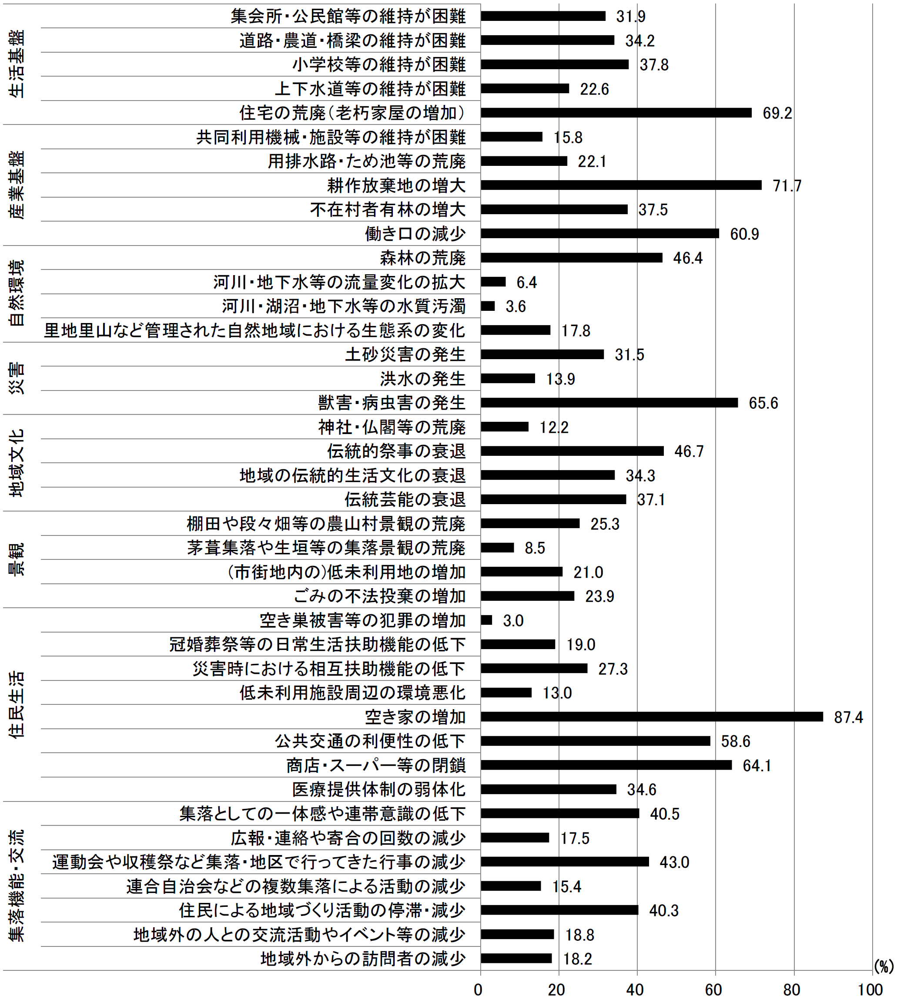 生活基盤
集会所・公民館等の維持が困難 31.9
道路・農道・橋梁の維持が困難 34.2
小学校等の維持が困難 37.8
上下水道等の維持が困難 22.6
住宅の荒廃（老朽家屋の増加） 69.2
産業基盤
共同利用機械・施設等の維持が困難 15.8
用排水路・ため池等の荒廃 22.1
耕作放棄地の増大 71.7
不在村者有林の増大 37.5
働き口の減少 60.9
自然環境
森林の荒廃 46.4
河川・地下水等の流量変化の拡大 6.4
河川・湖沼・地下水等の水質汚濁 3.6
里地里山など管理された自然地域における生態系の変化 17.8
災害
土砂災害の発生 31.5
洪水の発生 13.9
獣害・病虫害の発生 65.6
地域文化
神社・仏閣等の荒廃 12.2
伝統的祭事の衰退 46.7
地域の伝統的生活文化の衰退 34.3
伝統芸能の衰退 37.1
景観
棚田や段々畑等の農山村景観の荒廃 25.3
茅葺集落や生垣等の集落景観の荒廃 8.5
(市街地内の)低未利用地の増加 21.0
ごみの不法投棄の増加 23.9
住民生活
空き巣被害等の犯罪の増加 3.0
冠婚葬祭等の日常生活扶助機能の低下 19.0
災害時における相互扶助機能の低下 27.3
低未利用施設周辺の環境悪化 13.0
空き家の増加 87.4
公共交通の利便性の低下 58.6
商店・スーパー等の閉鎖 64.1
医療提供体制の弱体化 34.6
集落機能・交流
集落としての一体感や連帯意識の低下 40.5
広報・連絡や寄合の回数の減少 17.5
運動会や収穫祭など集落・地区で行ってきた行事の減少 43.0
連合自治会などの複数集落による活動の減少 15.4
住民による地域づくり活動の停滞・減少 40.3
地域外の人との交流活動やイベント等の減少 18.8
地域外からの訪問者の減少 18.2
(%)
0 20 40 60 80 100